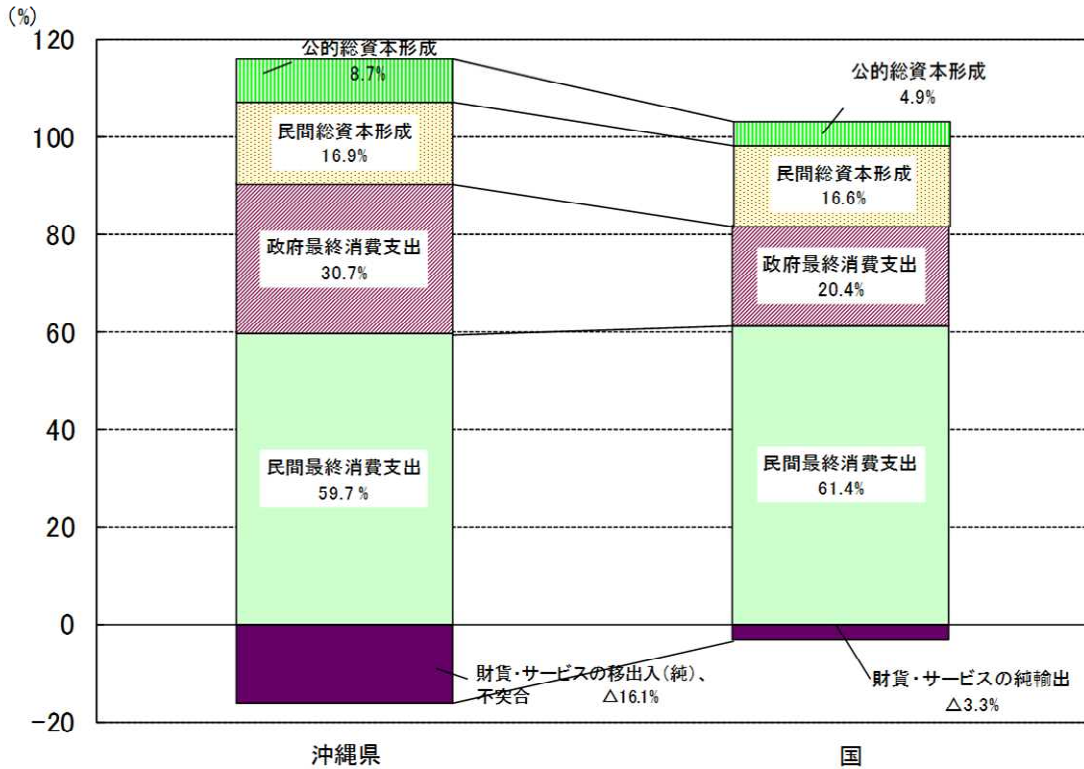 (%)
120
100
80
60
40
20
0
-20
公的総資本形成
8.7%
民間総資本形成
16.9%
政府最終消費支出
30.7%
民間最終消費支出
59.7%
財貨・サービスの移出入(純)、
不突合 △16.1%
公的総資本形成
4.9%
民間総資本形成
16.6%
政府最終消費支出
20.4%
民間最終消費支出
61.4%
財貨・サービスの純輸出
△3.3%
沖縄県
国